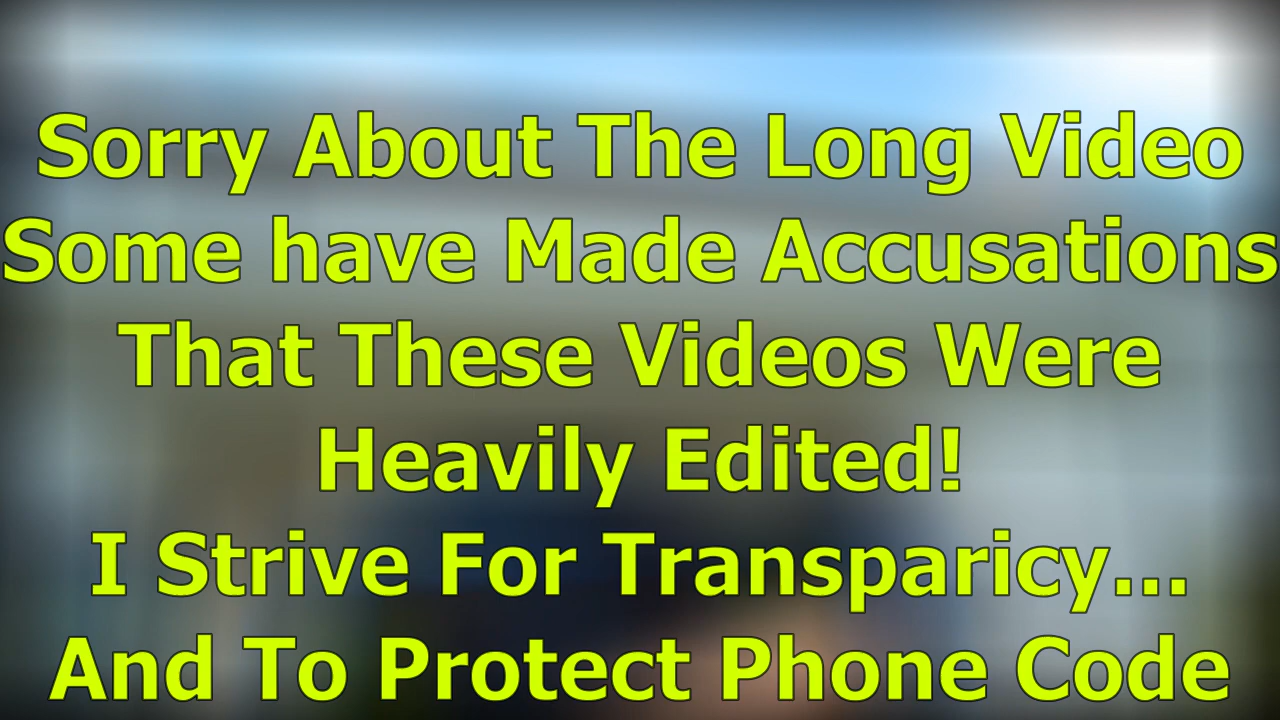 Sorry About The Long Video
Some have Made Accusations
That These Videos Were
Heavily Edited!
I Strive For Transparicy...
And To Protect Phone Code